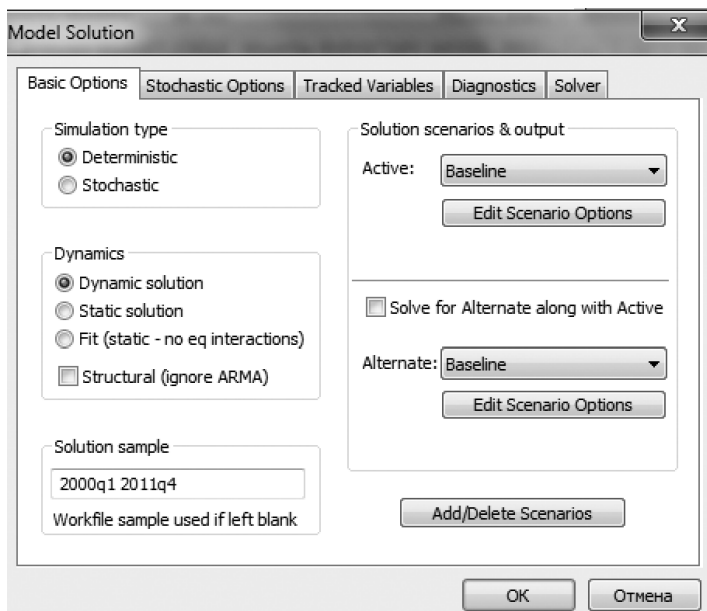 Model Solution
X
Basic Options
Stochastic Options
Tracked Variables
Diagnostics
Solver
Simulation type
Deterministic
Stochastic
Dynamics
Dynamic solution
Static solution
Fit (static - no eq interactions)
Structural (ignore ARMA)
Solution sample
2000q1 2011q4
Workfile sample used if left blank
Solution scenarios & output
Active:
Baseline
Edit Scenario Options
Solve for Alternate along with Active
Alternate:
Baseline
Edit Scenario Options
Add/Delete Scenarios
OK
Отмена